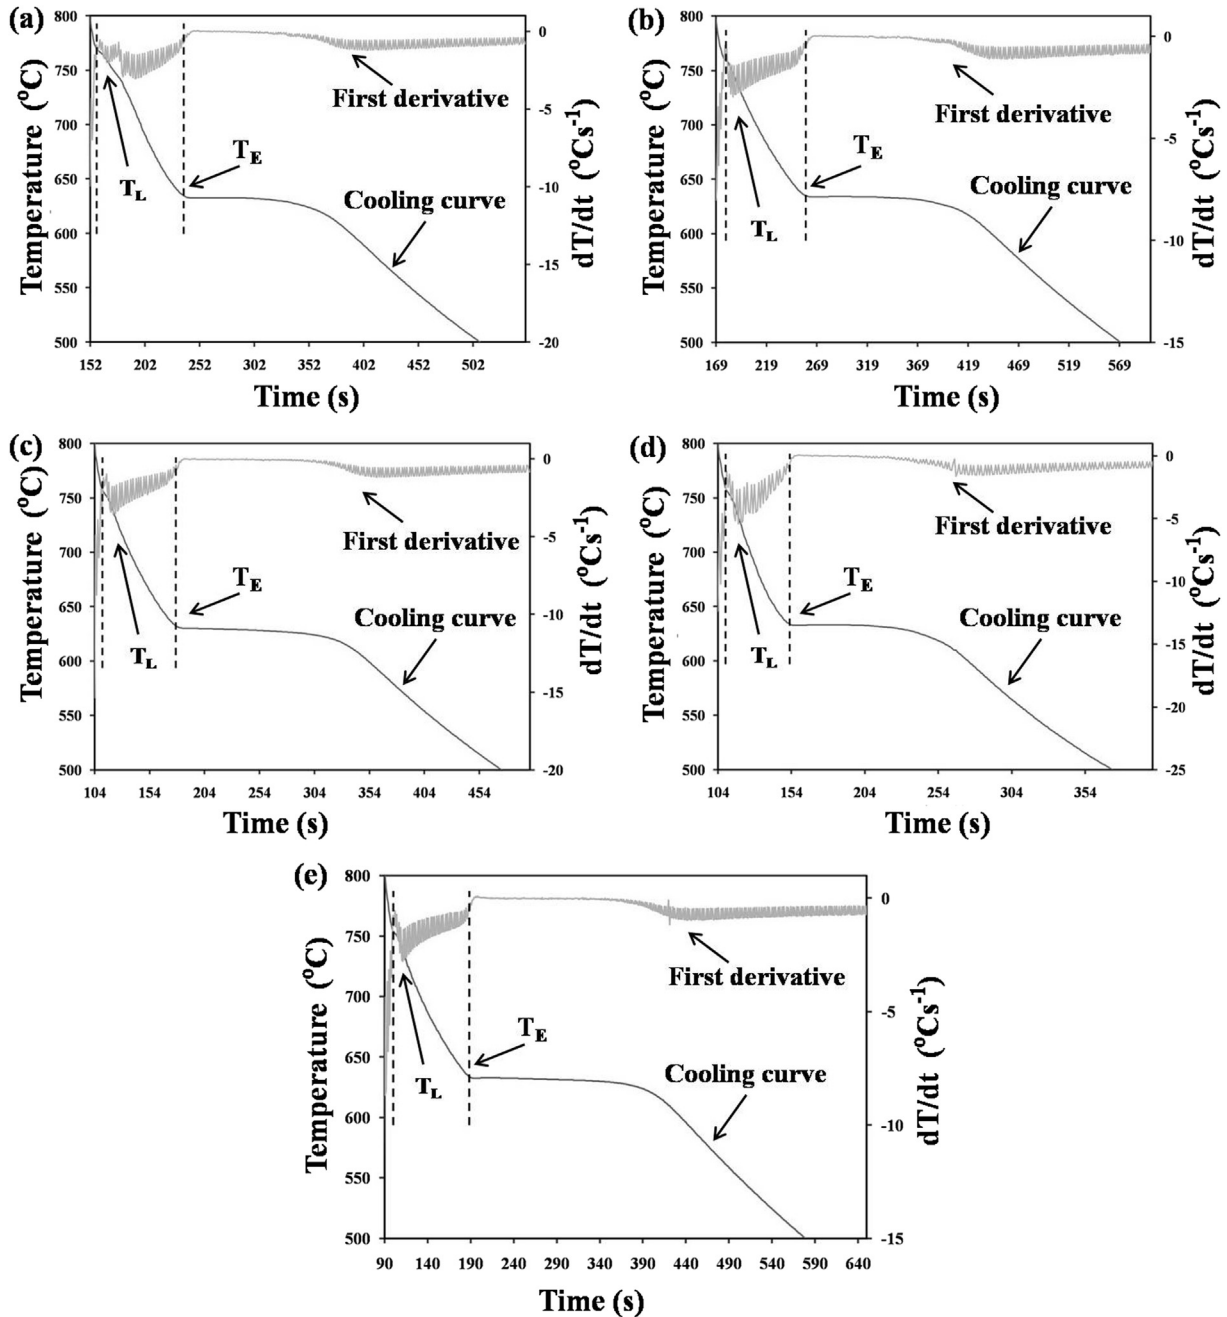 (a)
800
750
700
650
600
550
500
Temperature (°C)
T_L
T_E
First derivative
Cooling curve
0
-5
-10
-15
-20
dT/dt (°Cs⁻¹)
152 202 252 302 352 402 452 502
Time (s)
(b)
800
750
700
650
600
550
500
Temperature (°C)
T_L
T_E
First derivative
Cooling curve
0
-5
-10
-15
dT/dt (°Cs⁻¹)
169 219 269 319 369 419 469 519 569
Time (s)
(c)
800
750
700
650
600
550
500
Temperature (°C)
T_L
T_E
First derivative
Cooling curve
0
-5
-10
-15
-20
dT/dt (°Cs⁻¹)
104 154 204 254 304 354 404 454
Time (s)
(d)
800
750
700
650
600
550
500
Temperature (°C)
T_L
T_E
First derivative
Cooling curve
0
-5
-10
-15
-20
-25
dT/dt (°Cs⁻¹)
104 154 204 254 304 354
Time (s)
(e)
800
750
700
650
600
550
500
Temperature (°C)
T_L
T_E
First derivative
Cooling curve
0
-5
-10
-15
dT/dt (°Cs⁻¹)
90 140 190 240 290 340 390 440 490 540 590 640
Time (s)